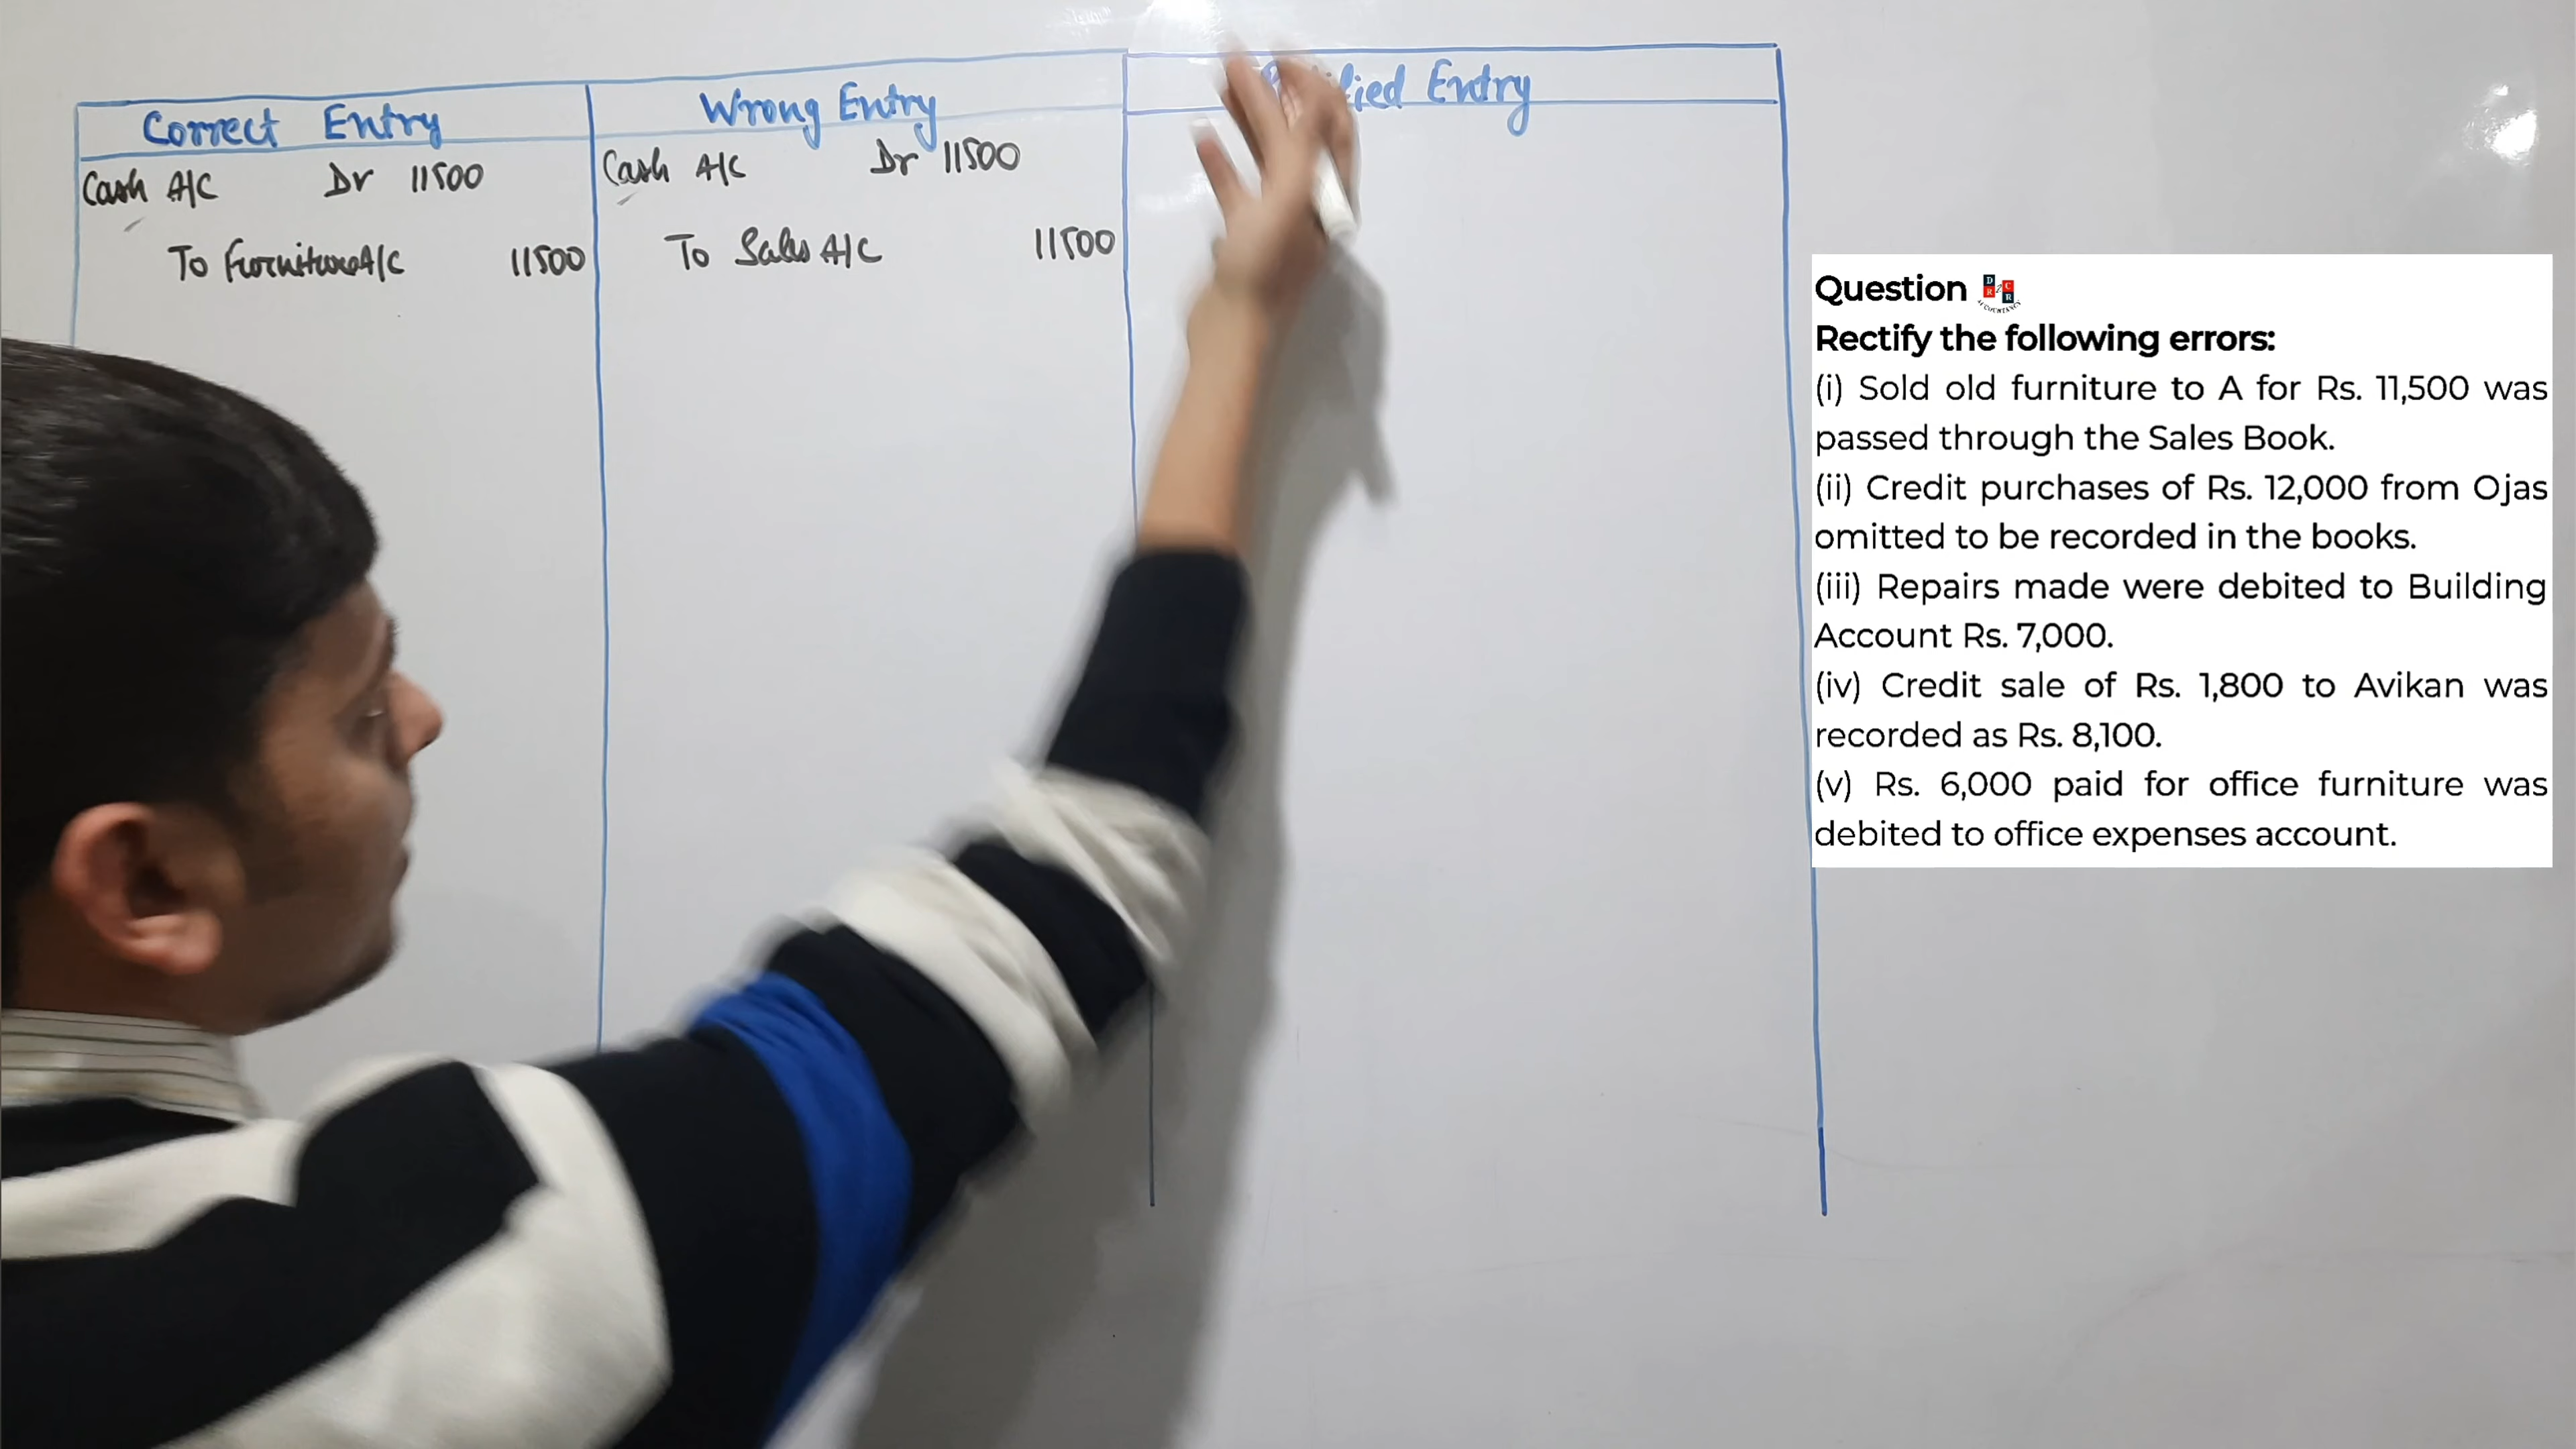 Correct Entry
Wrong Entry
Entry
Cash A/C Dr 11500
To Furniture A/C 11500
Cash A/C Dr 11500
To Sales A/C 11500
Question
Rectify the following errors:
(i) Sold old furniture to A for Rs. 11,500 was
passed through the Sales Book.
(ii) Credit purchases of Rs. 12,000 from Ojas
omitted to be recorded in the books.
(iii) Repairs made were debited to Building
Account Rs. 7,000.
(iv) Credit sale of Rs. 1,800 to Avikan was
recorded as Rs. 8,100.
(v) Rs. 6,000 paid for office furniture was
debited to office expenses account.